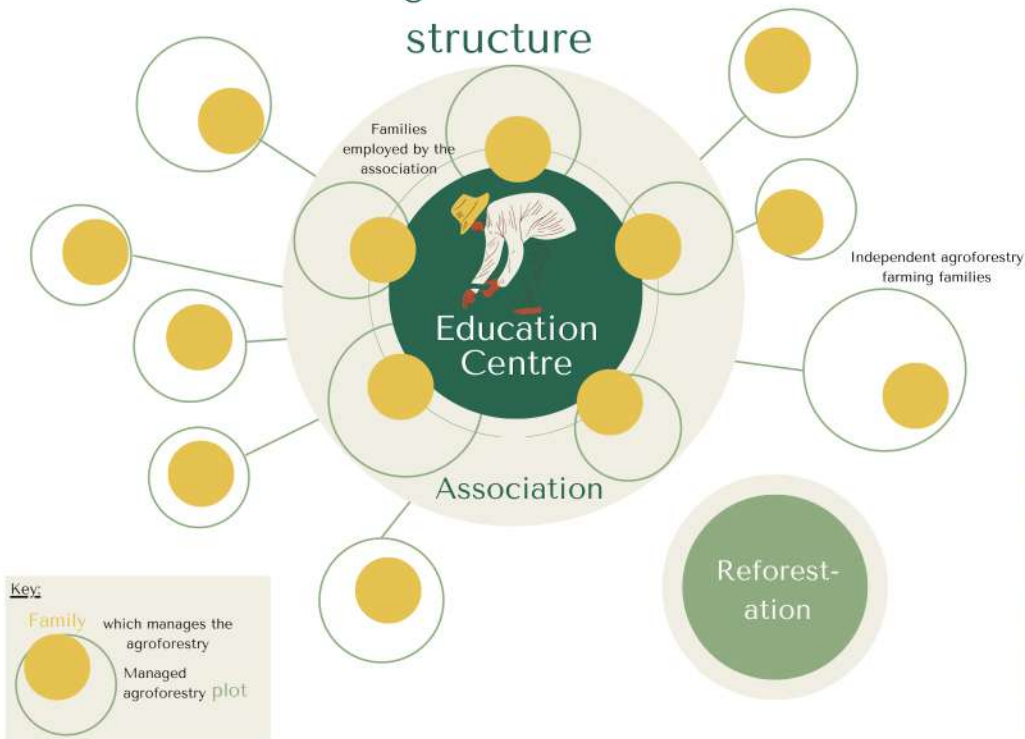 structure
Families
employed by the
association
Independent agroforestry
farming families
Education
Centre
Association
Reforest-
ation
Key:
Family which manages the
agroforestry
Managed
agroforestry plot